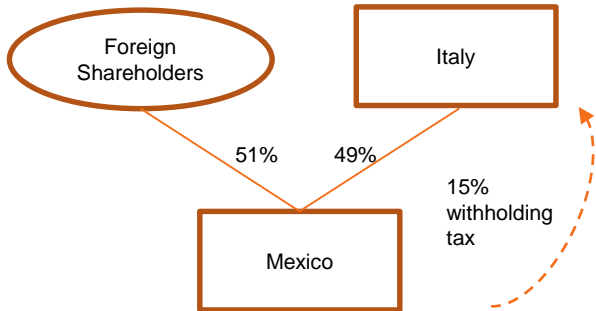 Foreign
Shareholders
Italy
51%
49%
15%
withholding
tax
Mexico